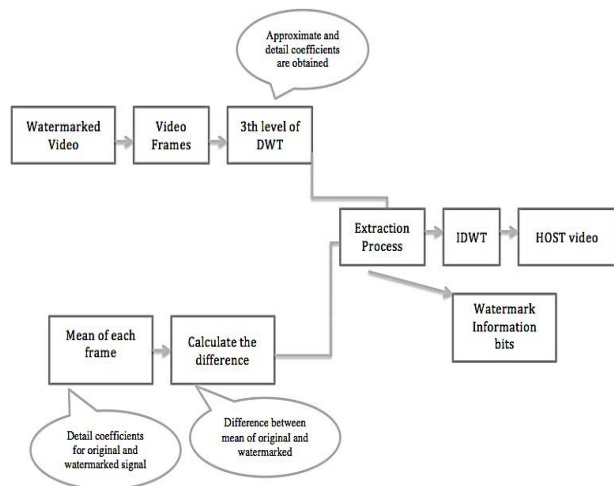 Approximate and
detail coefficients
are obtained
Watermarked
Video
Video
Frames
3th level of
DWT
Extraction
Process
IDWT
HOST video
Watermark
Information
bits
Mean of each
frame
Calculate the
difference
Detail coefficients
for original and
watermarked signal
Difference between
mean of original and
watermarked